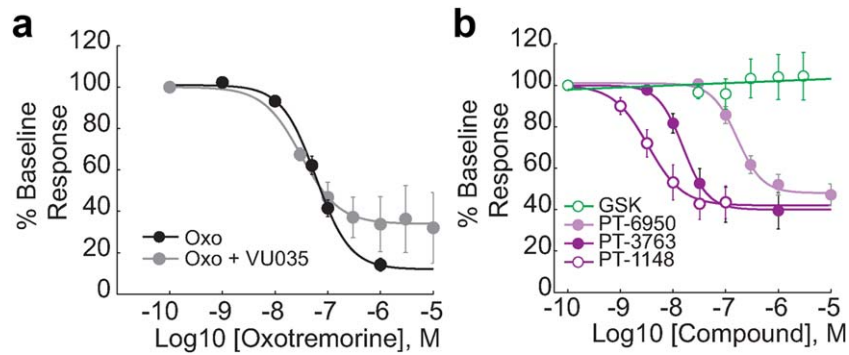 a
120
100
80
60
40
20
0
% Baseline
Response
Oxo
Oxo + VU035
-10 -9 -8 -7 -6 -5
Log10 [Oxotremorine], M
b
120
100
80
60
40
20
0
% Baseline
Response
GSK
PT-6950
PT-3763
PT-1148
-10 -9 -8 -7 -6 -5
Log10 [Compound], M